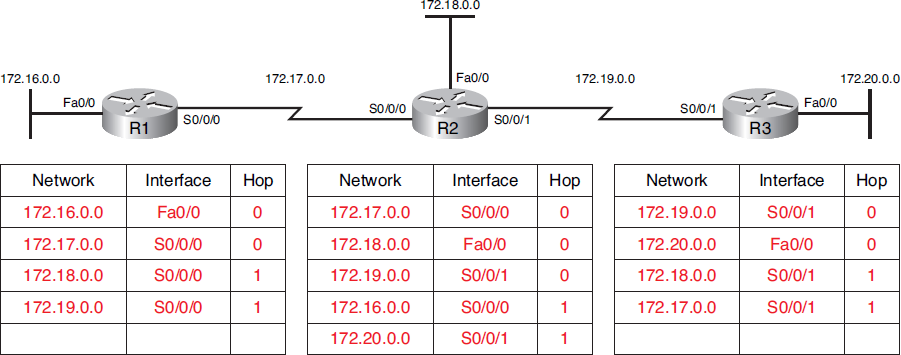 172.18.0.0
172.16.0.0 172.17.0.0 172.19.0.0 172.20.0.0
Fa0/0
Fa0/0 S0/0/0 S0/0/1 Fa0/0
R1 S0/0/0 R2 S0/0/1 R3
Network Interface Hop Network Interface Hop Network Interface Hop
172.16.0.0 Fa0/0 0 172.17.0.0 S0/0/0 0 172.19.0.0 S0/0/1 0
172.17.0.0 S0/0/0 0 172.18.0.0 Fa0/0 0 172.20.0.0 Fa0/0 0
172.18.0.0 S0/0/0 1 172.19.0.0 S0/0/1 0 172.18.0.0 S0/0/1 1
172.19.0.0 S0/0/0 1 172.16.0.0 S0/0/0 1 172.17.0.0 S0/0/1 1
172.20.0.0 S0/0/1 1